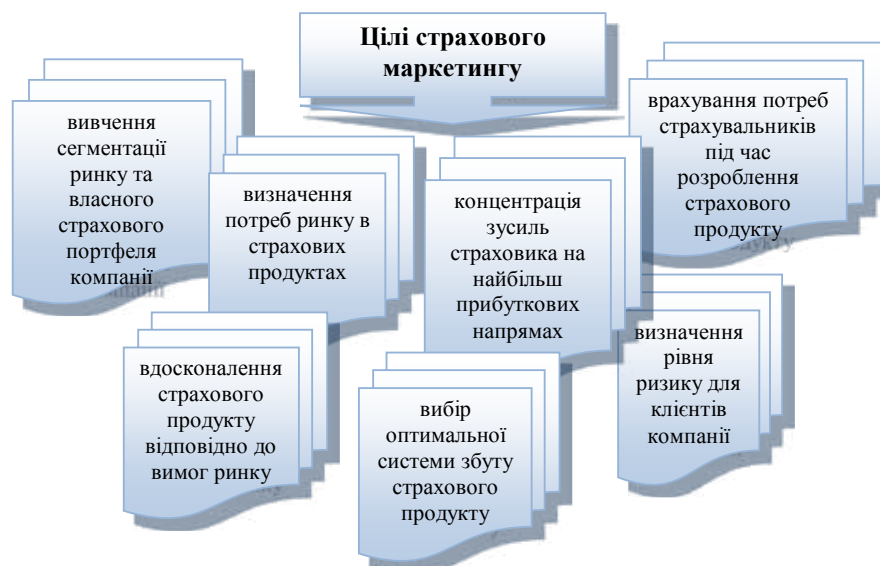 Цілі страхового
маркетингу
вивчення
сегментації
ринку та
власного
страхового
портфеля
компанії
визначення
потреб ринку в
страхових
продуктах
концентрація
зусиль
страховика на
найбільш
прибуткових
напрямах
врахування потреб
страхувальників
під час
розроблення
страхового
продукту
вдосконалення
страхового
продукту
відповідно до
вимог ринку
вибір
оптимальної
системи збуту
страхового
продукту
визначення
рівня
ризику для
клієнтів
компанії